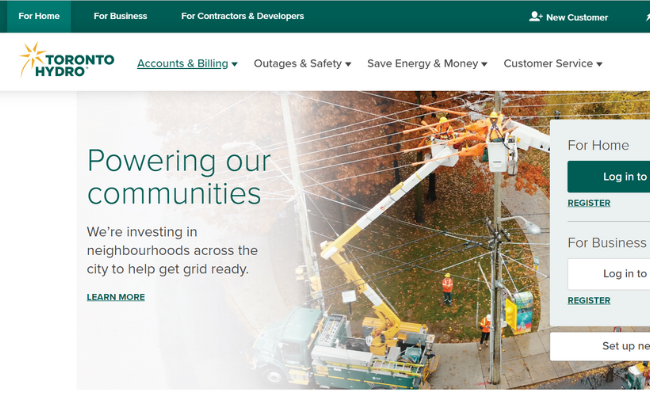 For Home
For Business
For Contractors & Developers
New Customer
TORONTO
HYDRO
Accounts & Billing
Outages & Safety
Save Energy & Money
Customer Service
Powering our
communities
We're investing in
neighbourhoods across the
city to help get grid ready.
LEARN MORE
For Home
Log in to
REGISTER
For Business
Log in to
REGISTER
Set up ne